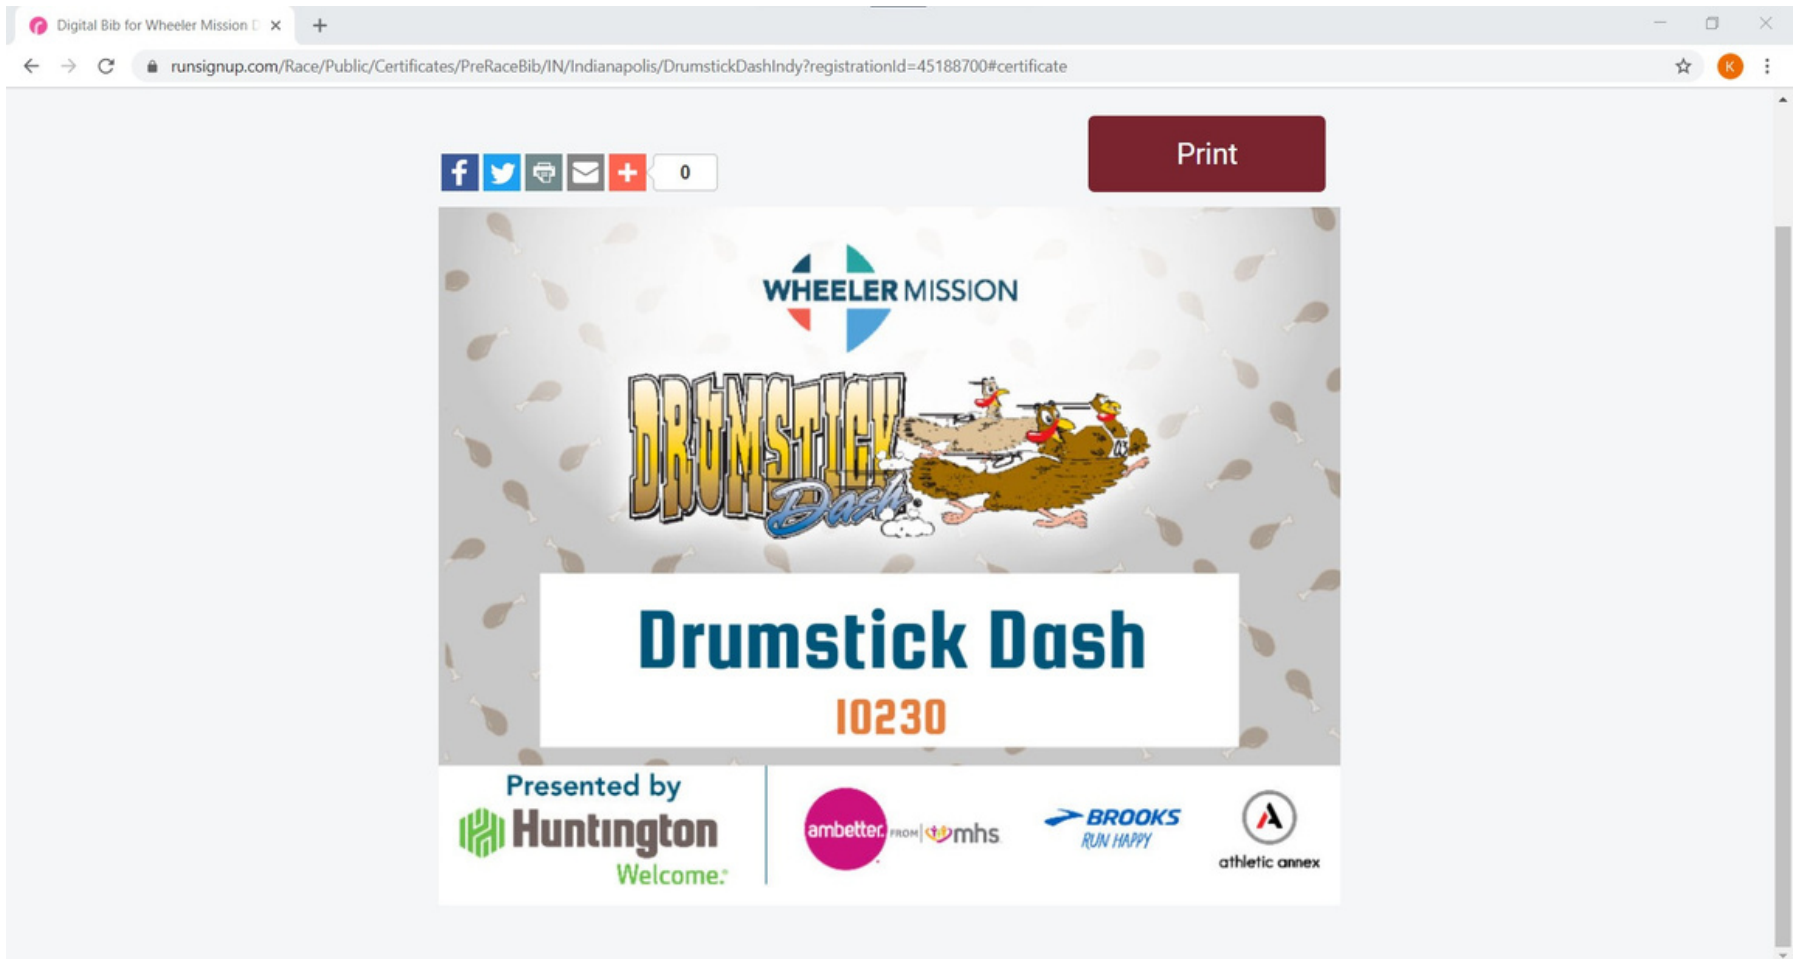 Digital Bib for Wheeler Mission D
runsignup.com/Race/Public/Certificates/PreRaceBib/IN/Indianapolis/DrumstickDashIndy?registrationId=45188700#certificate
K
Print
0
WHEELER MISSION
DRUMSTICK
Dash
Drumstick Dash
10230
Presented by
Huntington
Welcome.®
ambetter. FROM mhs
BROOKS
RUN HAPPY
athletic annex